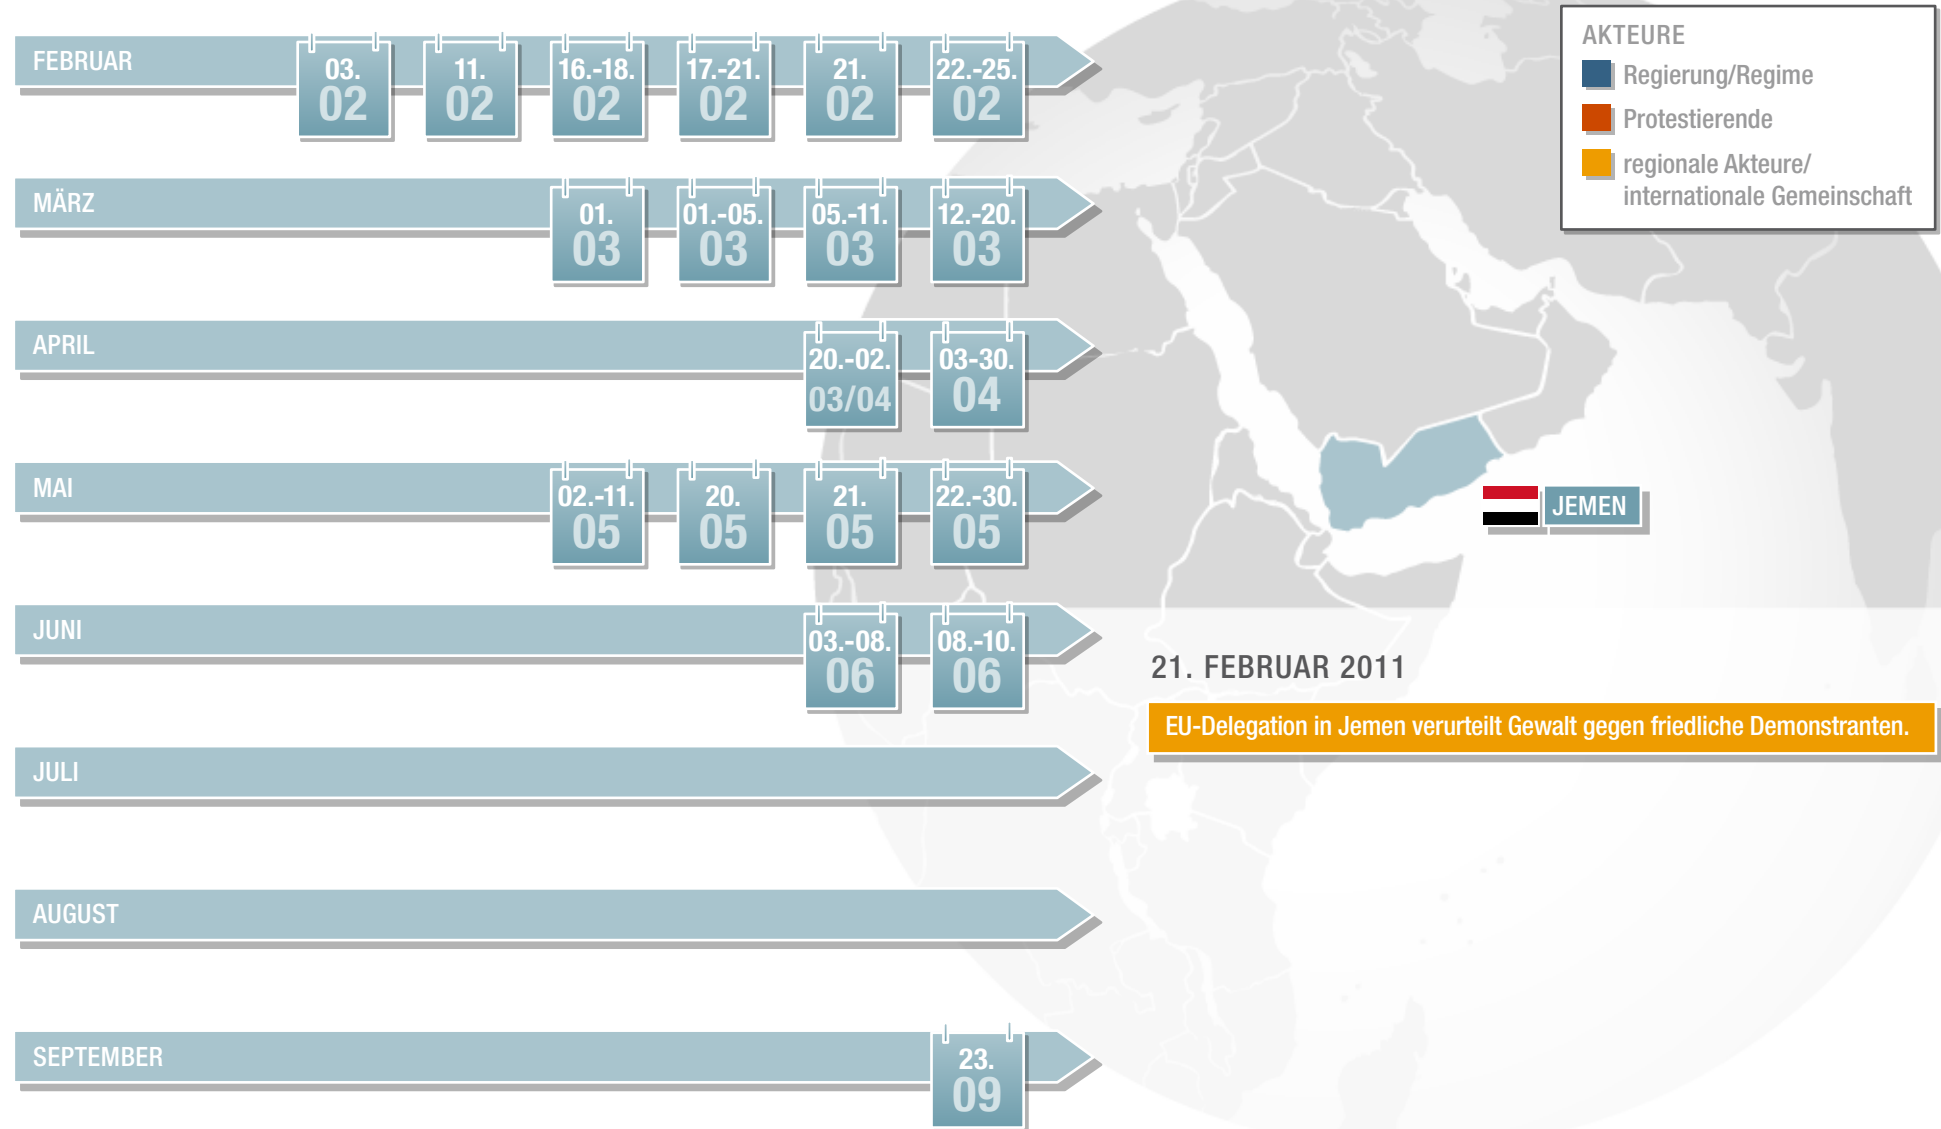 FEBRUAR
03.
02
11.
02
16.-18.
02
17.-21.
02
21.
02
22.-25.
02
MÄRZ
01.
03
01.-05.
03
05.-11.
03
12.-20.
03
APRIL
20.-02.
03/04
03-30.
04
MAI
02.-11.
05
20.
05
21.
05
22.-30.
05
JUNI
03.-08.
06
08.-10.
06
JULI
AUGUST
SEPTEMBER
23.
09
AKTEURE
Regierung/Regime
Protestierende
regionale Akteure/
internationale Gemeinschaft
JEMEN
21. FEBRUAR 2011
EU-Delegation in Jemen verurteilt Gewalt gegen friedliche Demonstranten.